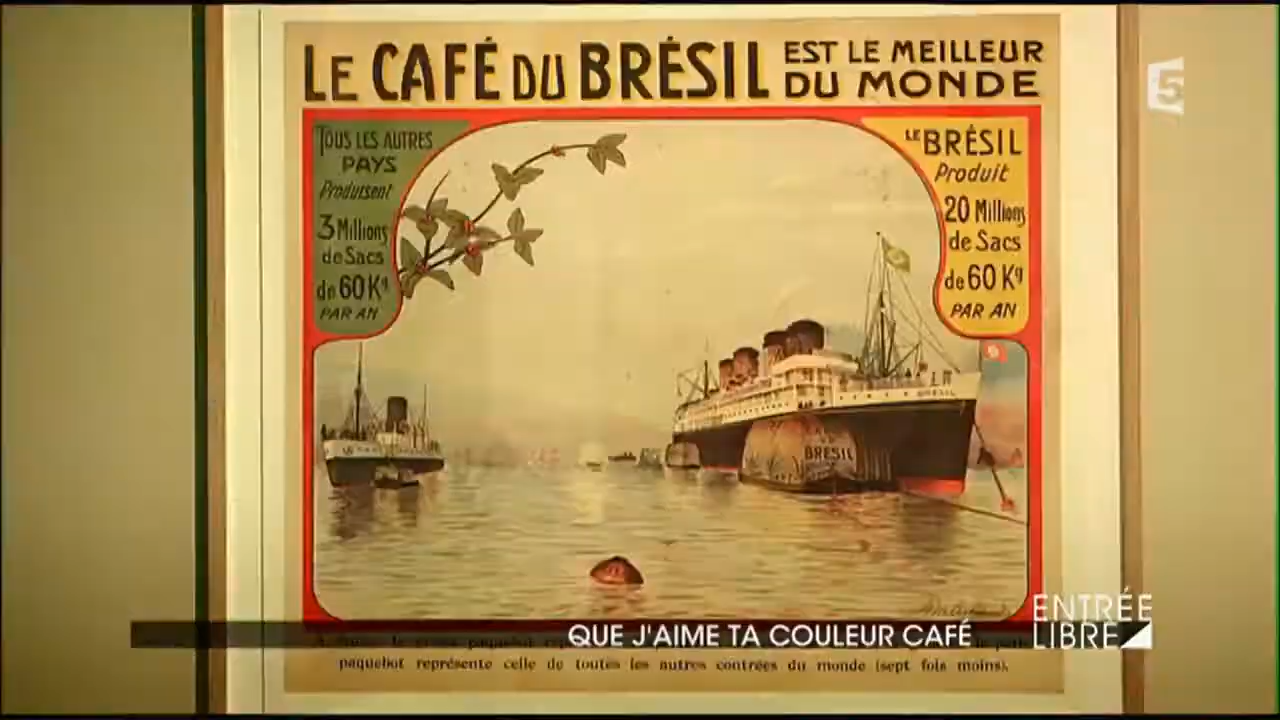 LE CAFÉ DU BRÉSIL EST LE MEILLEUR
DU MONDE
5
TOUS LES AUTRES
PAYS
Produisent
3 Millions
de Sacs
de 60 Kg
PAR AN
LE BRÉSIL
Produit
20 Millions
de Sacs
de 60 Kg
PAR AN
BRÉSIL
BRÉSIL
ENTRÉE
LIBRE
QUE J'AIME TA COULEUR CAFÉ
paquebot
paquebot représente celle de toutes les autres contrées du monde (sept fois moins).